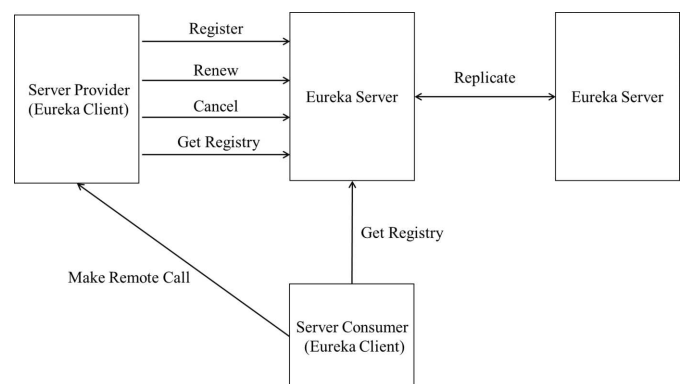 Register
Renew
Cancel
Get Registry
Server Provider
(Eureka Client)
Eureka Server
Replicate
Eureka Server
Get Registry
Make Remote Call
Server Consumer
(Eureka Client)